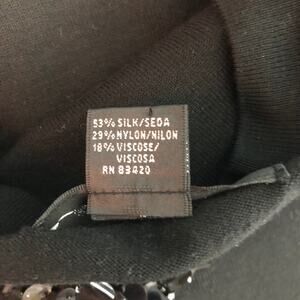 53% SILK/SEDA
29% NYLON/NILON
18% VISCOSE/
VISCOSA
RN 83420